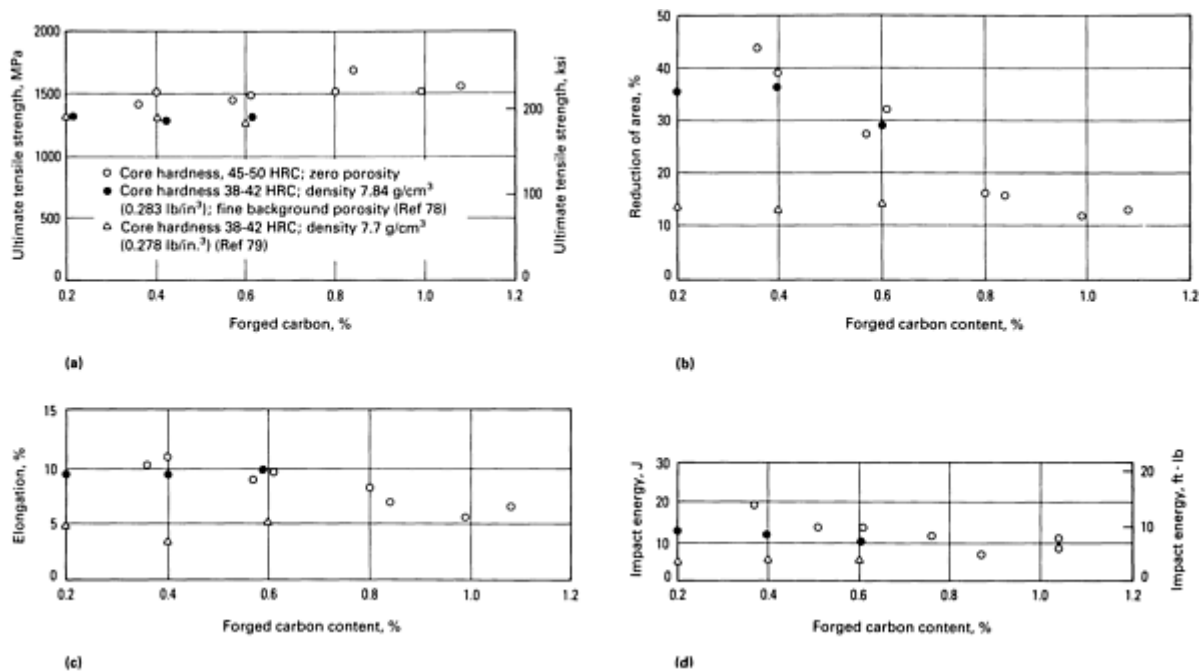 2000
1500
1000
500
0
Ultimate tensile strength, MPa
200
100
0
Ultimate tensile strength, ksi
○ Core hardness, 45-50 HRC; zero porosity
● Core hardness 38-42 HRC; density 7.84 g/cm³
(0.283 lb/in³); fine background porosity (Ref 78)
△ Core hardness 38-42 HRC; density 7.7 g/cm³
(0.278 lb/in.³) (Ref 79)
0.2 0.4 0.6 0.8 1.0 1.2
Forged carbon, %
(a)
50
40
30
20
10
0
Reduction of area, %
0.2 0.4 0.6 0.8 1.0 1.2
Forged carbon content, %
(b)
15
10
5
0
Elongation, %
0.2 0.4 0.6 0.8 1.0 1.2
Forged carbon content, %
(c)
30
20
10
0
Impact energy, J
20
10
0
Impact energy, ft · lb
0.2 0.4 0.6 0.8 1.0 1.2
Forged carbon content, %
(d)